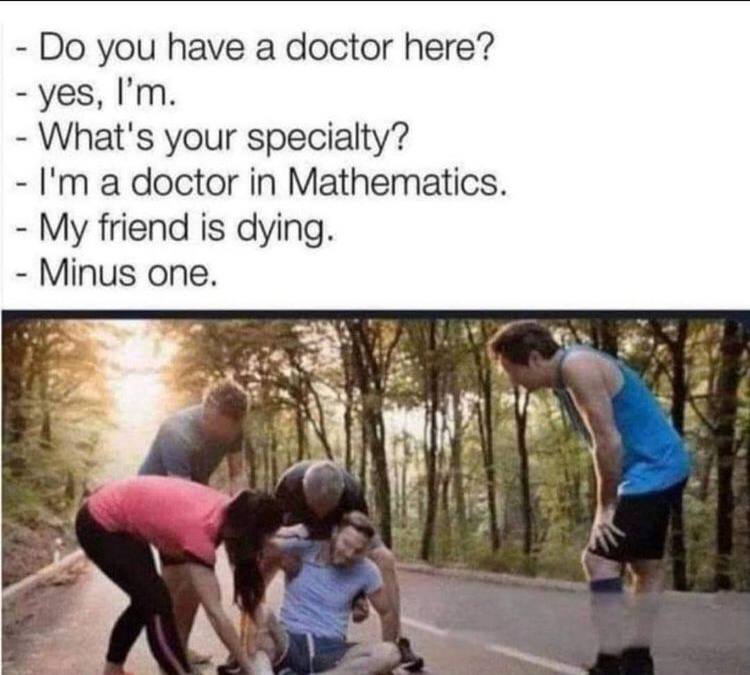 - Do you have a doctor here?
- yes, I'm.
- What's your specialty?
- I'm a doctor in Mathematics.
- My friend is dying.
- Minus one.